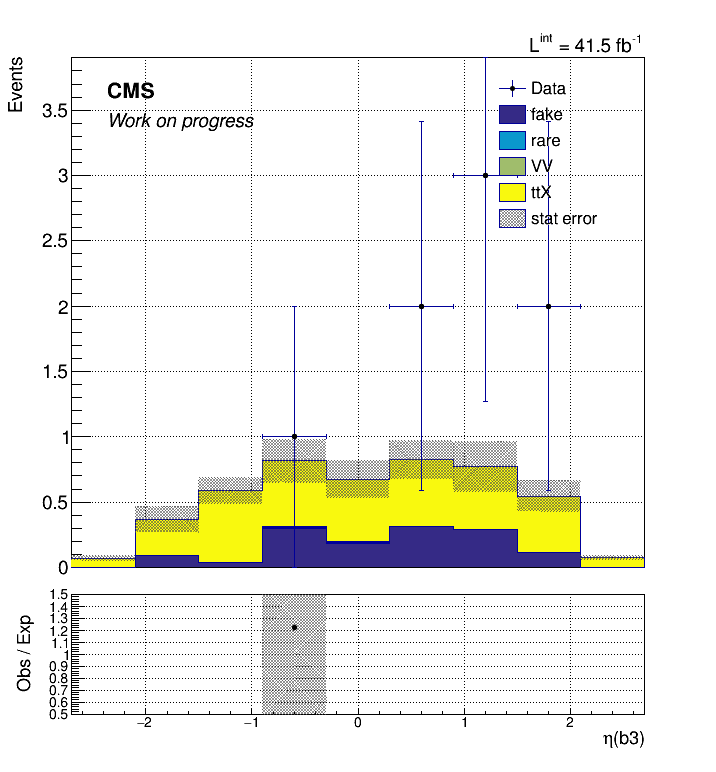 L^int = 41.5 fb^-1
Events
CMS
Work on progress
Data
fake
rare
VV
ttX
stat error
3.5
3
2.5
2
1.5
1
0.5
0
Obs / Exp
1.5
1.4
1.3
1.2
1.1
1
0.9
0.8
0.7
0.6
0.5
−2 −1 0 1 2
η(b3)